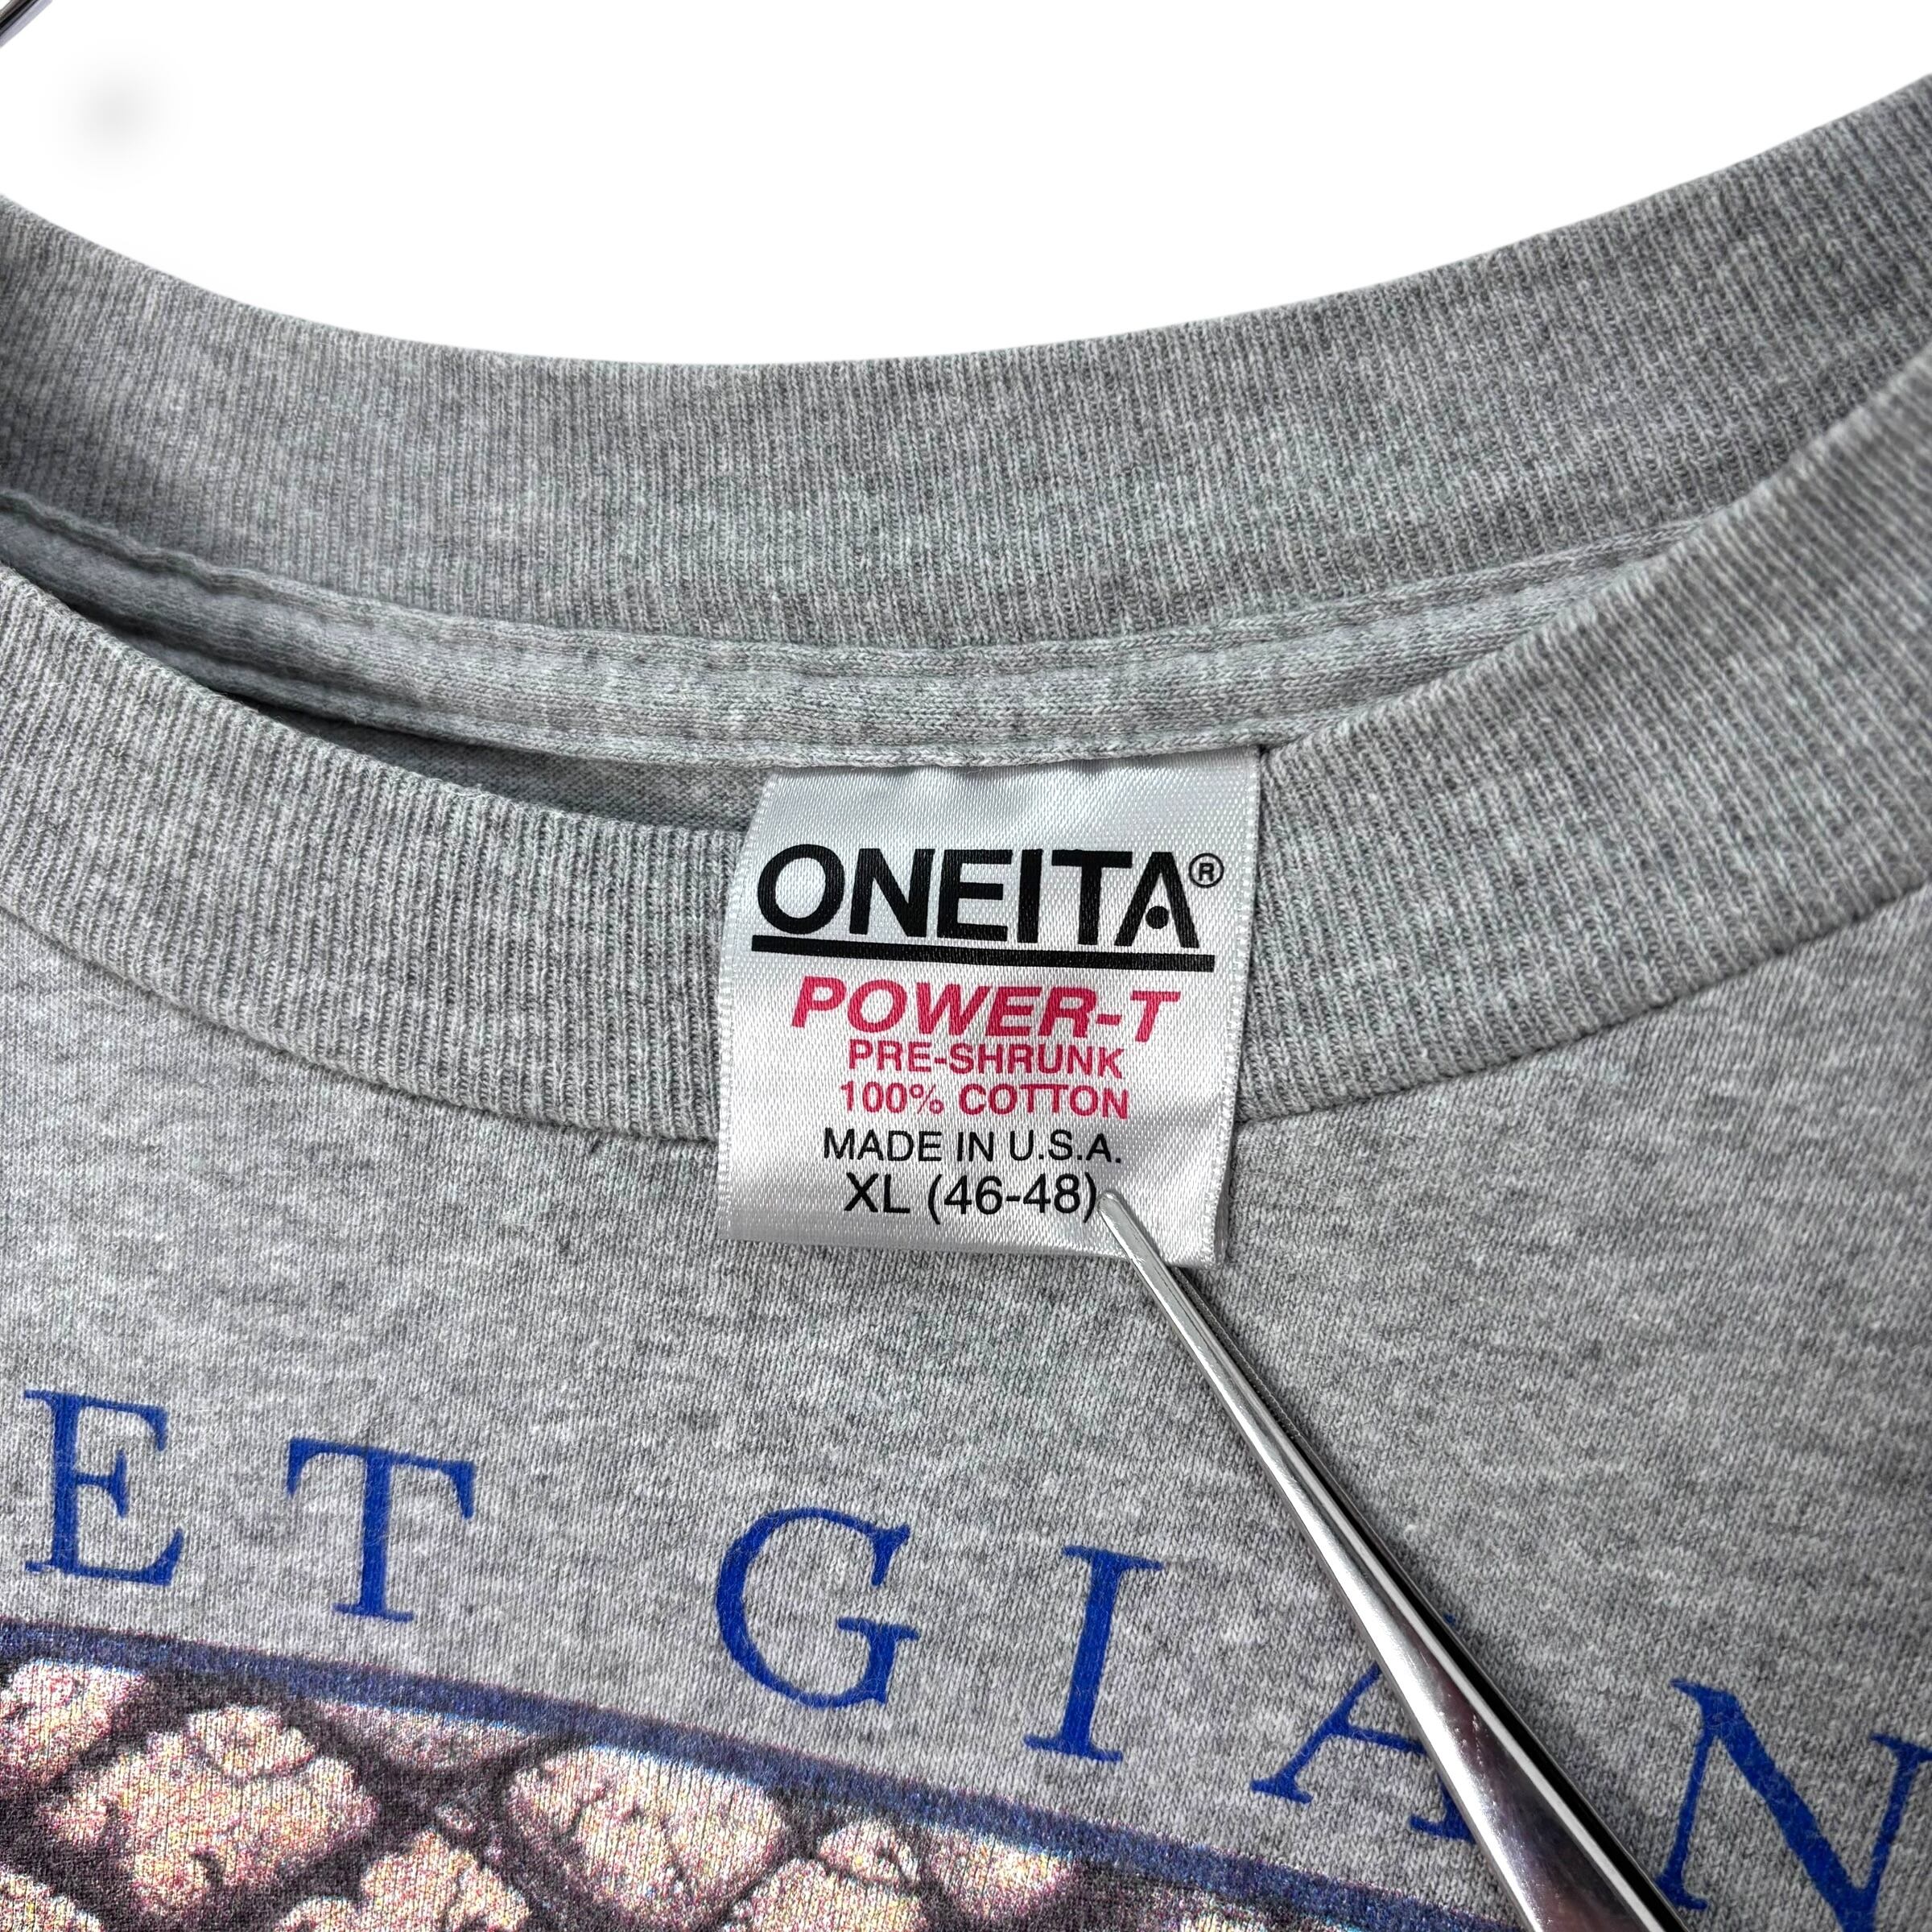 ONEITA®
POWER-T
PRE-SHRUNK
100% COTTON
MADE IN U.S.A.
XL (46-48)
ET GIAN